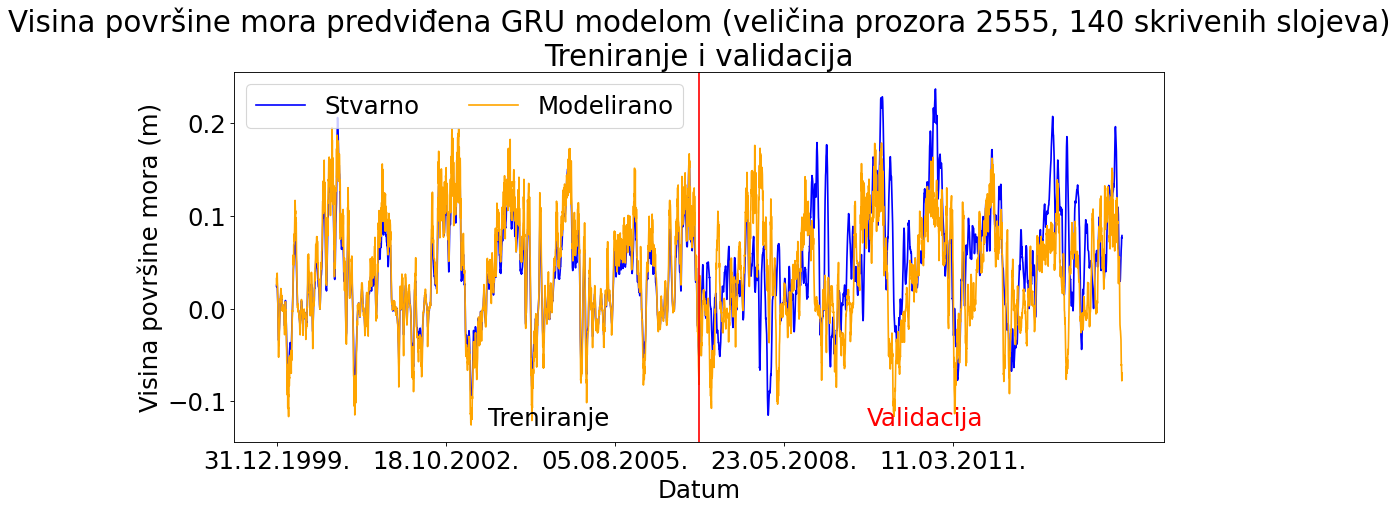 Visina površine mora predviđena GRU modelom (veličina prozora 2555, 140 skrivenih slojeva)
Treniranje i validacija
Stvarno
Modelirano
Visina površine mora (m)
0.2
0.1
0.0
−0.1
Treniranje
Validacija
31.12.1999.
18.10.2002.
05.08.2005.
23.05.2008.
11.03.2011.
Datum